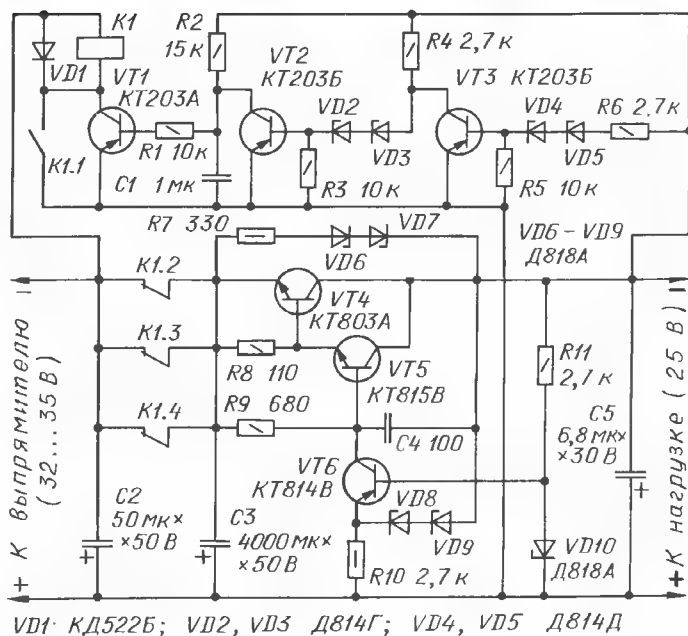 K1
R2
15 к
R4 2,7 к
VD1
VT1
КТ203А
VT2
КТ203Б
VT3 КТ203Б
VD2
VD4
R6 2,7 к
K1.1
R1 10к
VD3
VD5
C1 1 мк
R3 10 к
R5 10 к
R7 330
VD7
VD6
VD6 – VD9
Д818А
K1.2
–
–
VT4
КТ803А
K1.3
R8 110
VT5
КТ815В
R11
2,7 к
K1.4
R9 680
C4 100
C5
6,8 мк×
×30 В
VT6
КТ814В
C2
50 мк×
×50 В
+
C3
4000 мк×
×50 В
+
VD8
VD9
R10 2,7 к
+
VD10
Д818А
+ К выпрямителю
(32...35 В)
+К нагрузке (25 В)
VD1 КД522Б; VD2, VD3 Д814Г; VD4, VD5 Д814Д